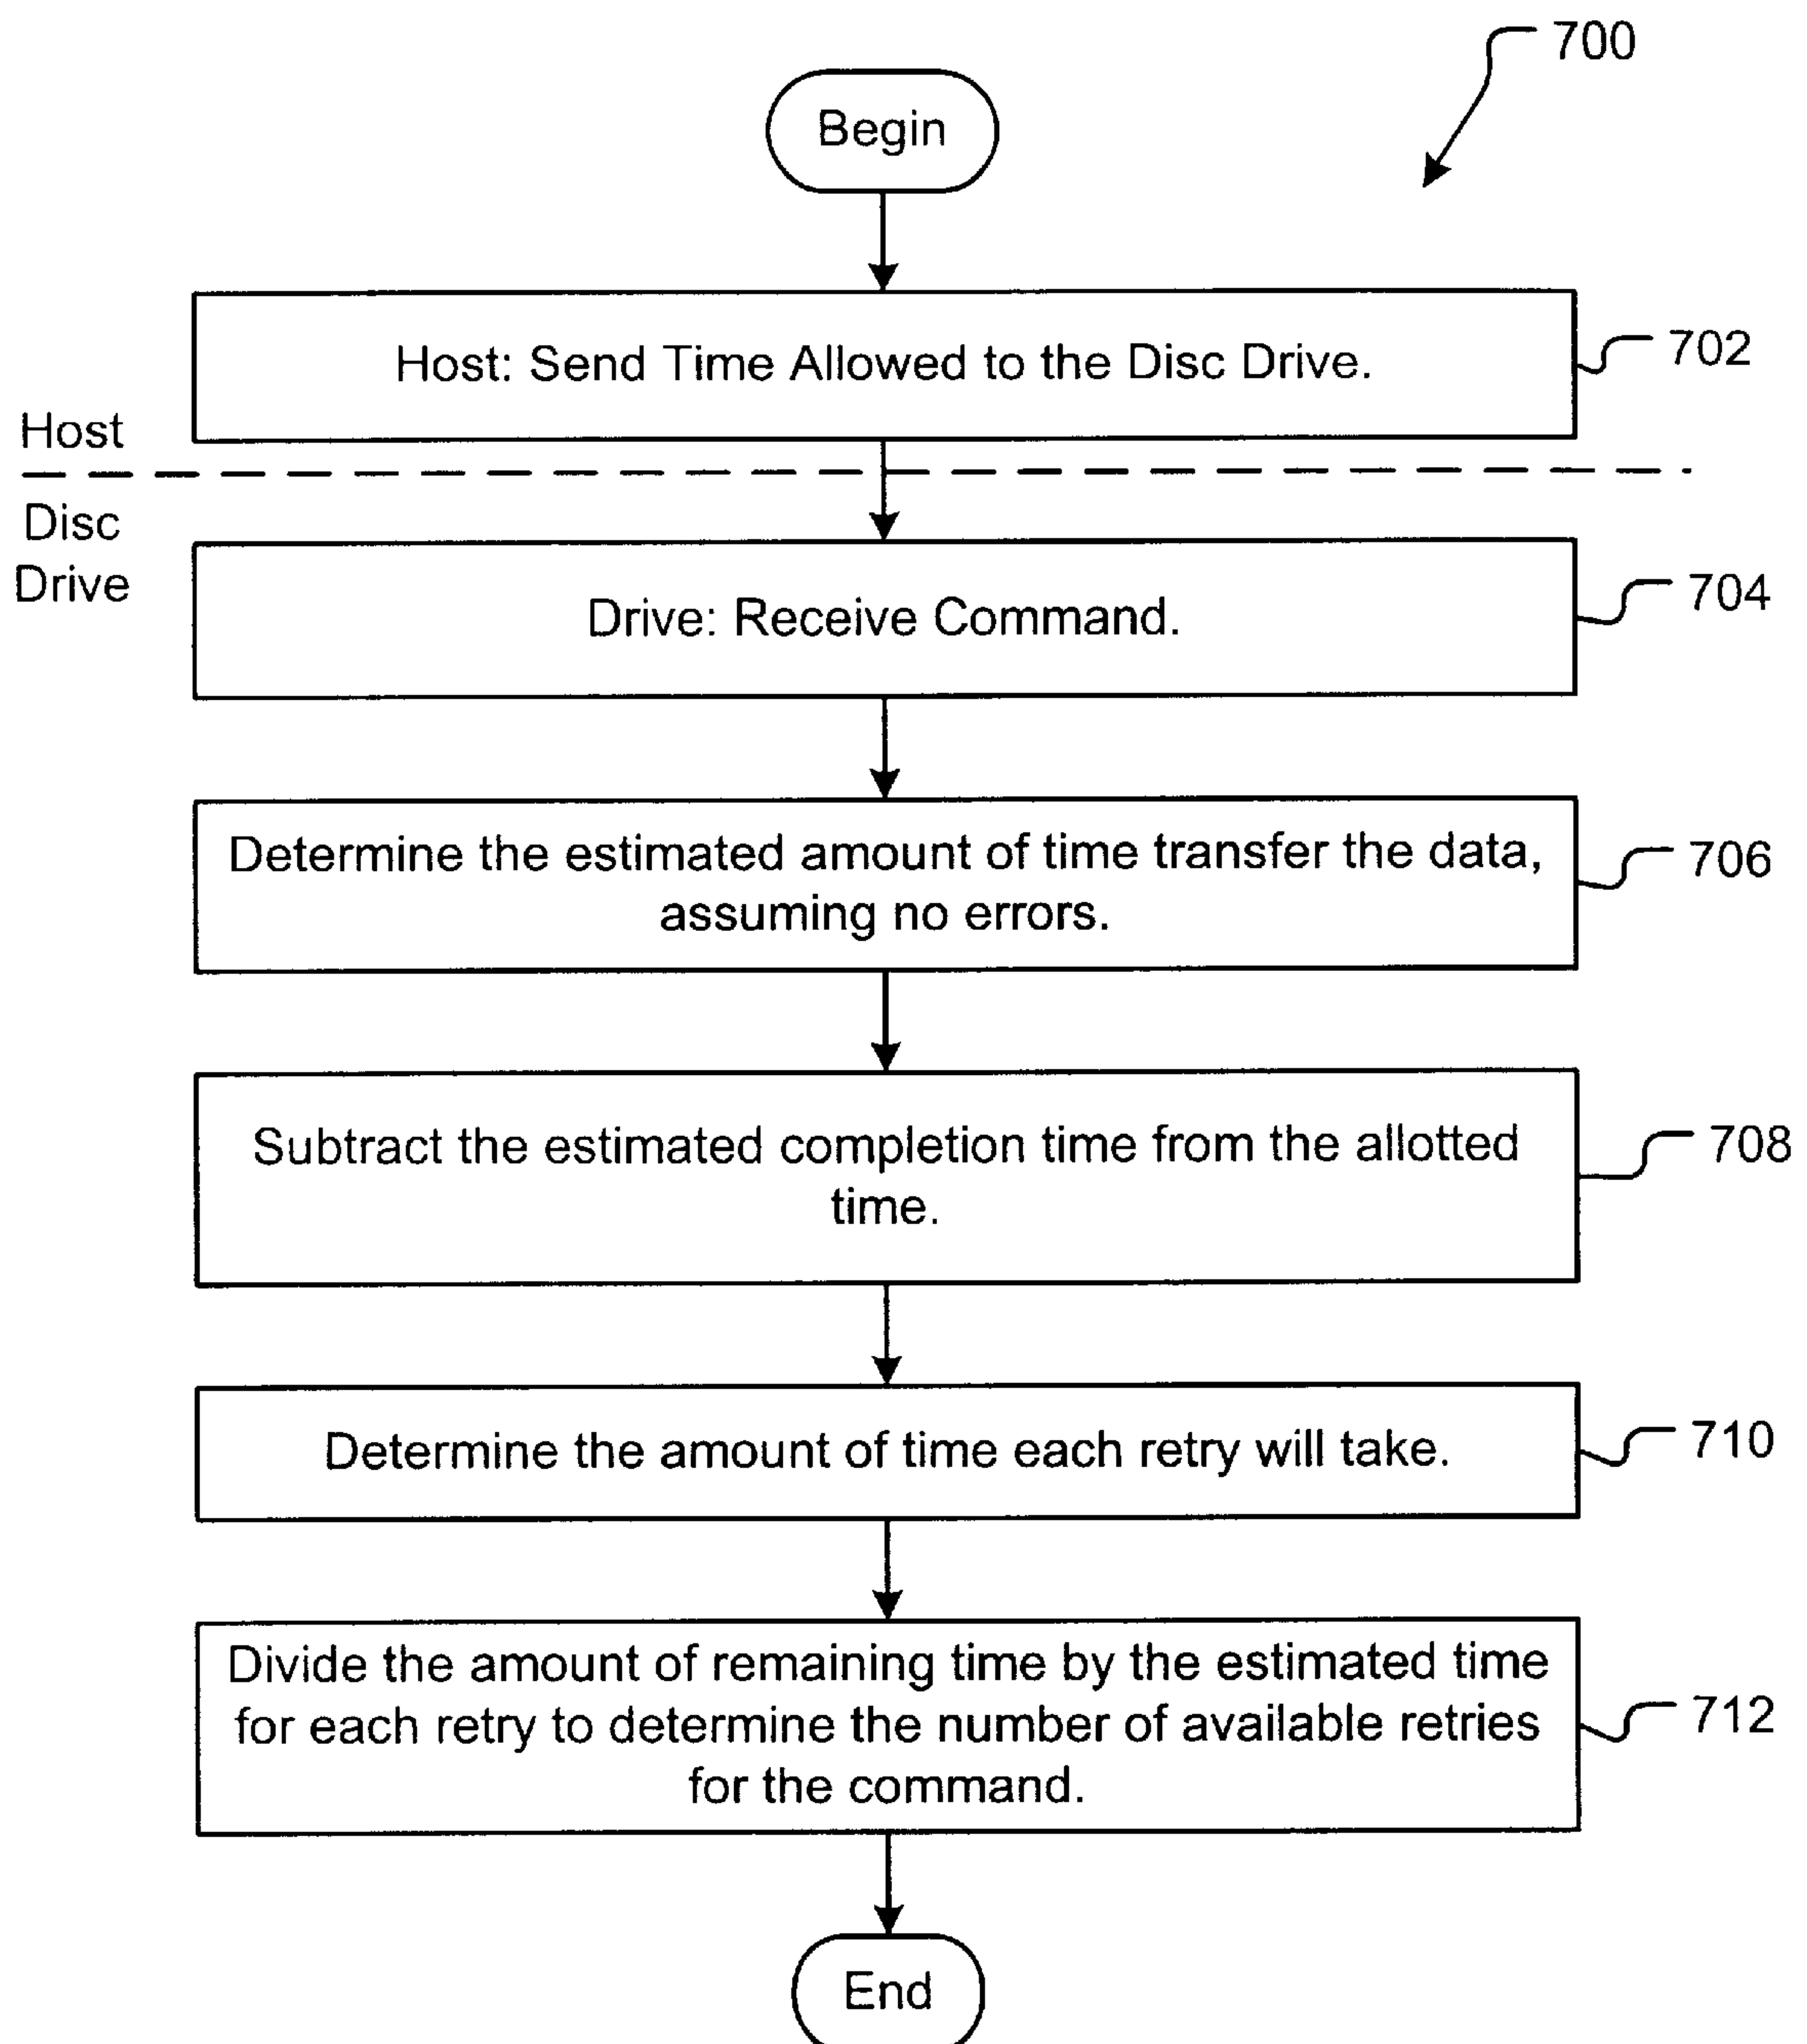 700
Begin
Host: Send Time Allowed to the Disc Drive.
702
Host
Disc
Drive
Drive: Receive Command.
704
Determine the estimated amount of time transfer the data,
assuming no errors.
706
Subtract the estimated completion time from the allotted
time.
708
Determine the amount of time each retry will take.
710
Divide the amount of remaining time by the estimated time
for each retry to determine the number of available retries
for the command.
712
End